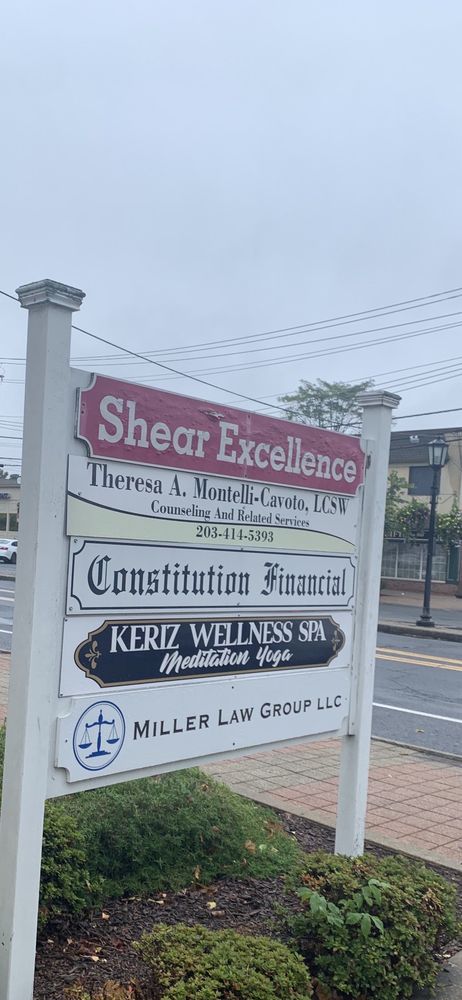 Shear Excellence
Theresa A. Montelli-Cavoto, LCSW
Counseling And Related Services
203-414-5393
Constitution Financial
KERIZ WELLNESS SPA
Meditation Yoga
MILLER LAW GROUP LLC